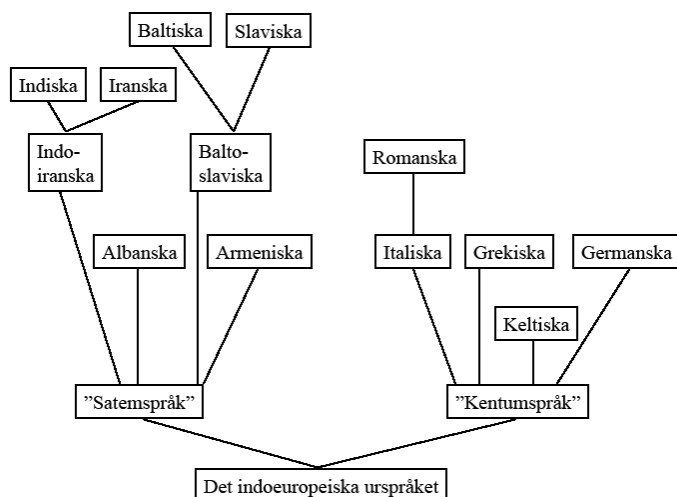 Baltiska
Slaviska
Indiska
Iranska
Indo-
iranska
Balto-
slaviska
Romanska
Albanska
Armeniska
Italiska
Grekiska
Germanska
Keltiska
”Satemspråk”
”Kentumspråk”
Det indoeuropeiska urspråket